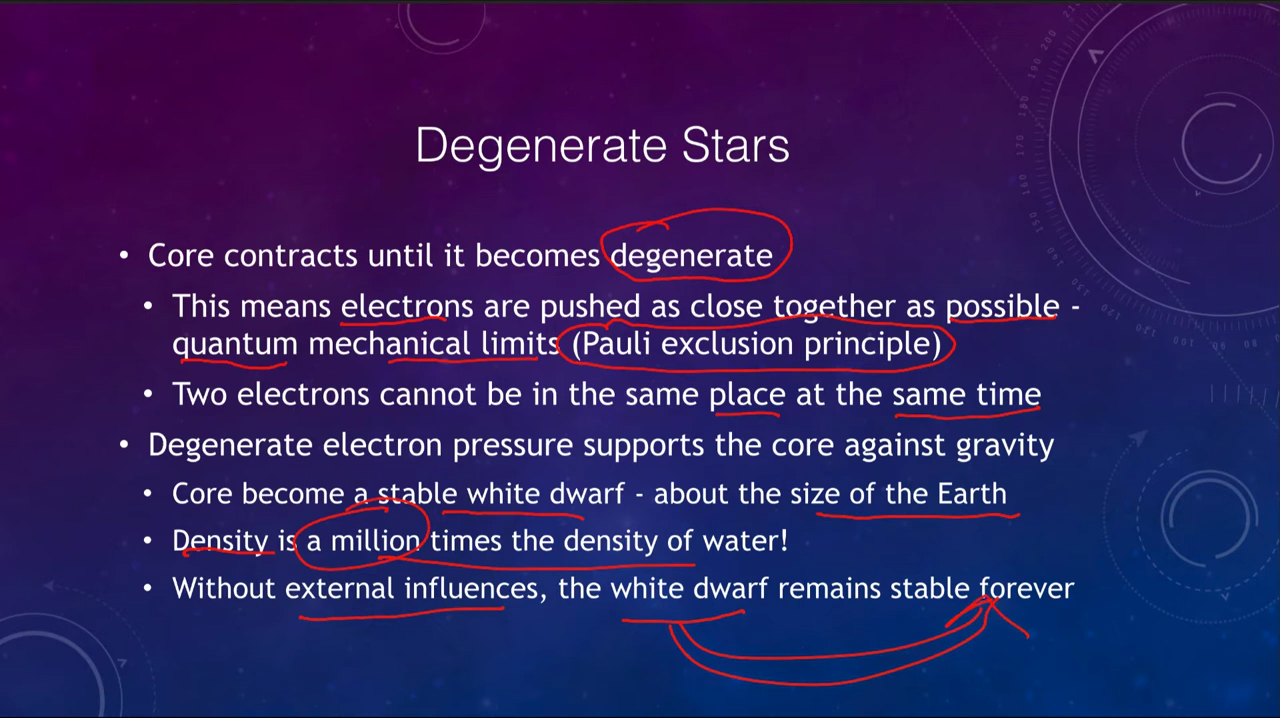 Degenerate Stars
• Core contracts until it becomes degenerate
• This means electrons are pushed as close together as possible -
quantum mechanical limits (Pauli exclusion principle)
• Two electrons cannot be in the same place at the same time
• Degenerate electron pressure supports the core against gravity
• Core become a stable white dwarf - about the size of the Earth
• Density is a million times the density of water!
• Without external influences, the white dwarf remains stable forever